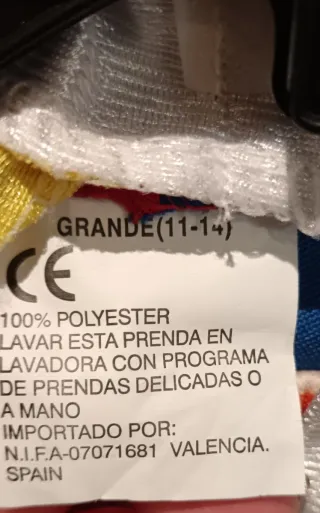 GRANDE(11-14)
CE
100% POLYESTER
LAVAR ESTA PRENDA EN
LAVADORA CON PROGRAMA
DE PRENDAS DELICADAS O
A MANO
IMPORTADO POR:
N.I.F.A-07071681 VALENCIA.
SPAIN